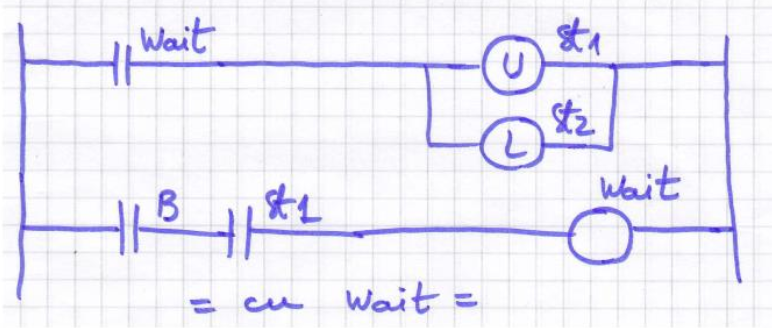 Wait
U St1
L St2
B St1 Wait
= cu Wait =